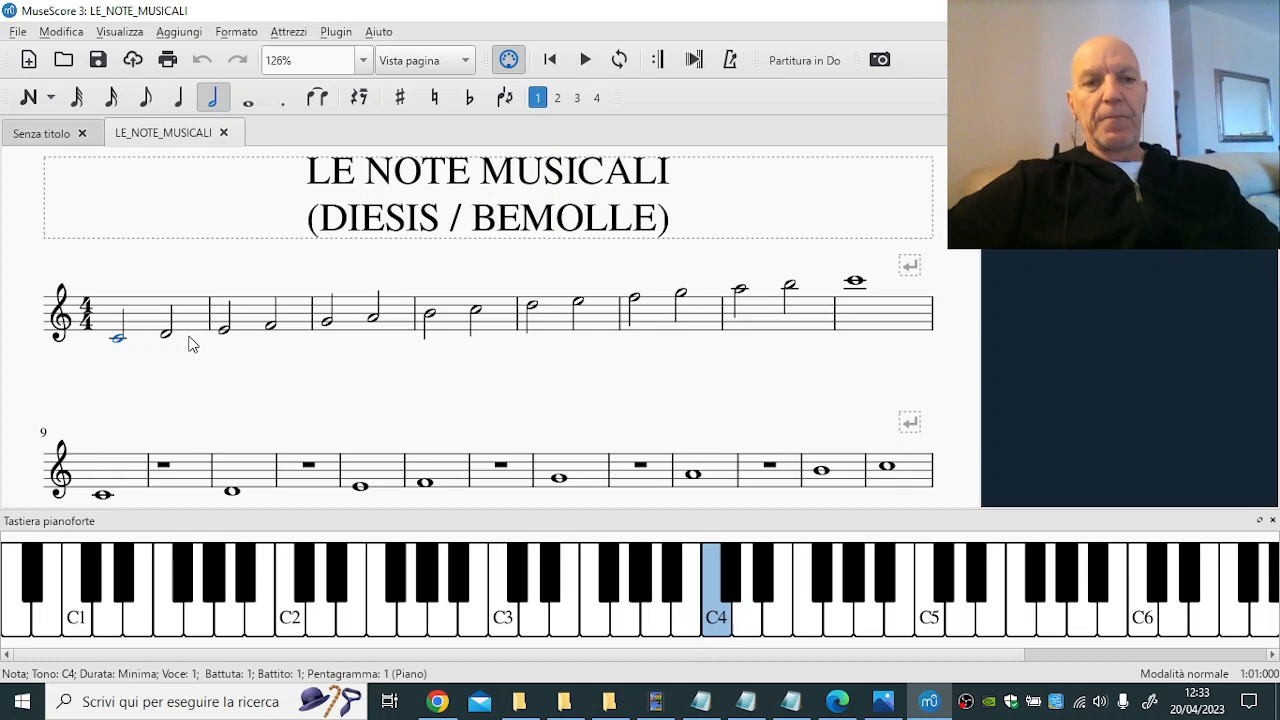 MuseScore 3: LE_NOTE_MUSICALI
File Modifica Visualizza Aggiungi Formato Attrezzi Plugin Aiuto
126% Vista pagina Partitura in Do
1 2 3 4
Senza titolo LE_NOTE_MUSICALI
LE NOTE MUSICALI
(DIESIS / BEMOLLE)
4
4
9
Tastiera pianoforte
C1 C2 C3 C4 C5 C6
Nota; Tono: C4; Durata: Minima; Voce: 1; Battuta: 1; Battito: 1; Pentagramma: 1 (Piano) Modalità normale 1:01:000
Scrivi qui per eseguire la ricerca 12:33
20/04/2023